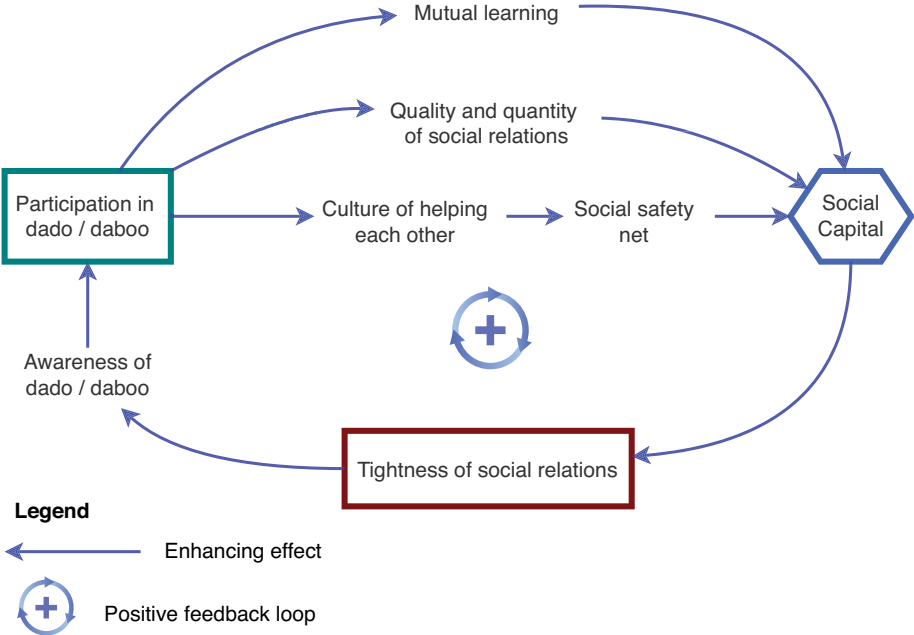 Mutual learning
Quality and quantity
of social relations
Participation in
dado / daboo
Culture of helping
each other
Social safety
net
Social
Capital
Awareness of
dado / daboo
Tightness of social relations
Legend
Enhancing effect
Positive feedback loop